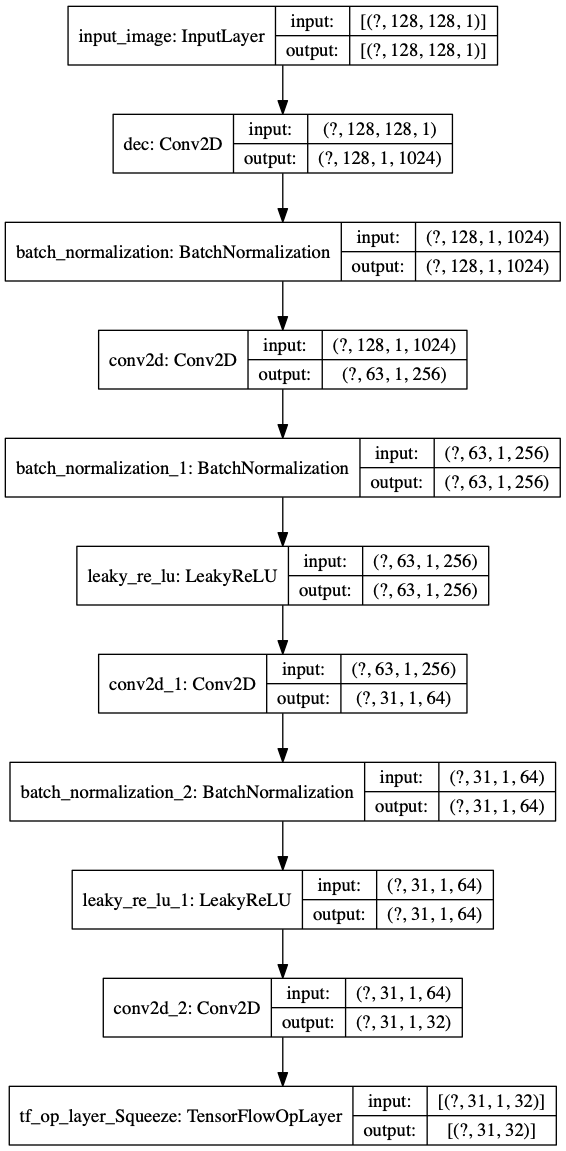 input_image: InputLayer
input:
[(?, 128, 128, 1)]
output:
[(?, 128, 128, 1)]
dec: Conv2D
input:
(?, 128, 128, 1)
output:
(?, 128, 1, 1024)
batch_normalization: BatchNormalization
input:
(?, 128, 1, 1024)
output:
(?, 128, 1, 1024)
conv2d: Conv2D
input:
(?, 128, 1, 1024)
output:
(?, 63, 1, 256)
batch_normalization_1: BatchNormalization
input:
(?, 63, 1, 256)
output:
(?, 63, 1, 256)
leaky_re_lu: LeakyReLU
input:
(?, 63, 1, 256)
output:
(?, 63, 1, 256)
conv2d_1: Conv2D
input:
(?, 63, 1, 256)
output:
(?, 31, 1, 64)
batch_normalization_2: BatchNormalization
input:
(?, 31, 1, 64)
output:
(?, 31, 1, 64)
leaky_re_lu_1: LeakyReLU
input:
(?, 31, 1, 64)
output:
(?, 31, 1, 64)
conv2d_2: Conv2D
input:
(?, 31, 1, 64)
output:
(?, 31, 1, 32)
tf_op_layer_Squeeze: TensorFlowOpLayer
input:
[(?, 31, 1, 32)]
output:
[(?, 31, 32)]